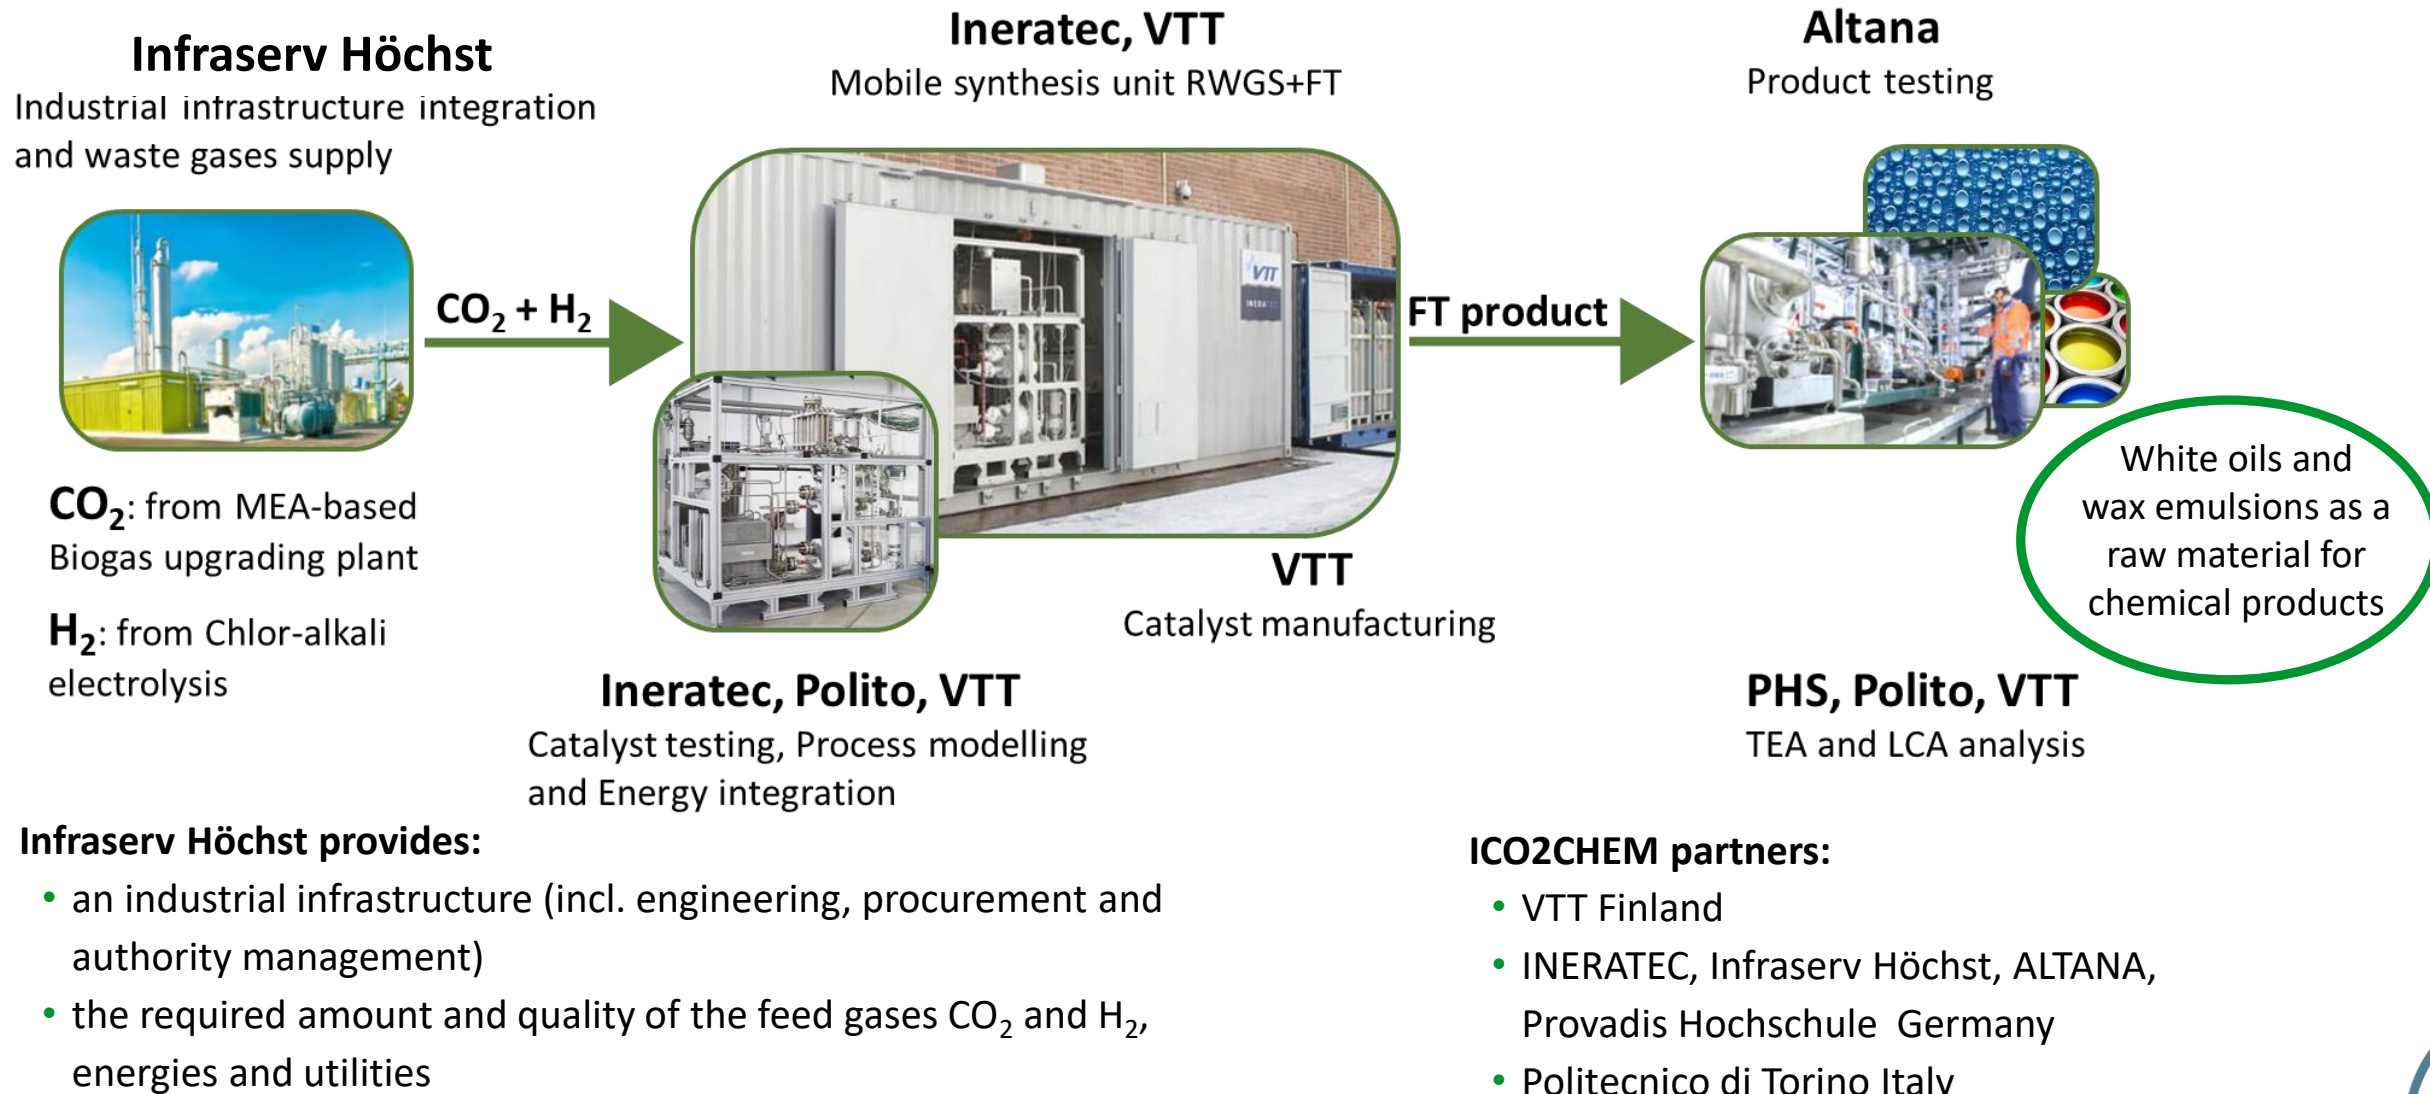 Infraserv Höchst
Industrial infrastructure integration
and waste gases supply
Ineratec, VTT
Mobile synthesis unit RWGS+FT
Altana
Product testing
CO₂ + H₂
VTT
INERATEC
FT product
CO₂: from MEA-based
Biogas upgrading plant
H₂: from Chlor-alkali
electrolysis
VTT
Catalyst manufacturing
White oils and
wax emulsions as a
raw material for
chemical products
Ineratec, Polito, VTT
Catalyst testing, Process modelling
and Energy integration
PHS, Polito, VTT
TEA and LCA analysis
Infraserv Höchst provides:
• an industrial infrastructure (incl. engineering, procurement and
authority management)
• the required amount and quality of the feed gases CO₂ and H₂,
energies and utilities
ICO2CHEM partners:
• VTT Finland
• INERATEC, Infraserv Höchst, ALTANA,
Provadis Hochschule Germany
• Politecnico di Torino Italy